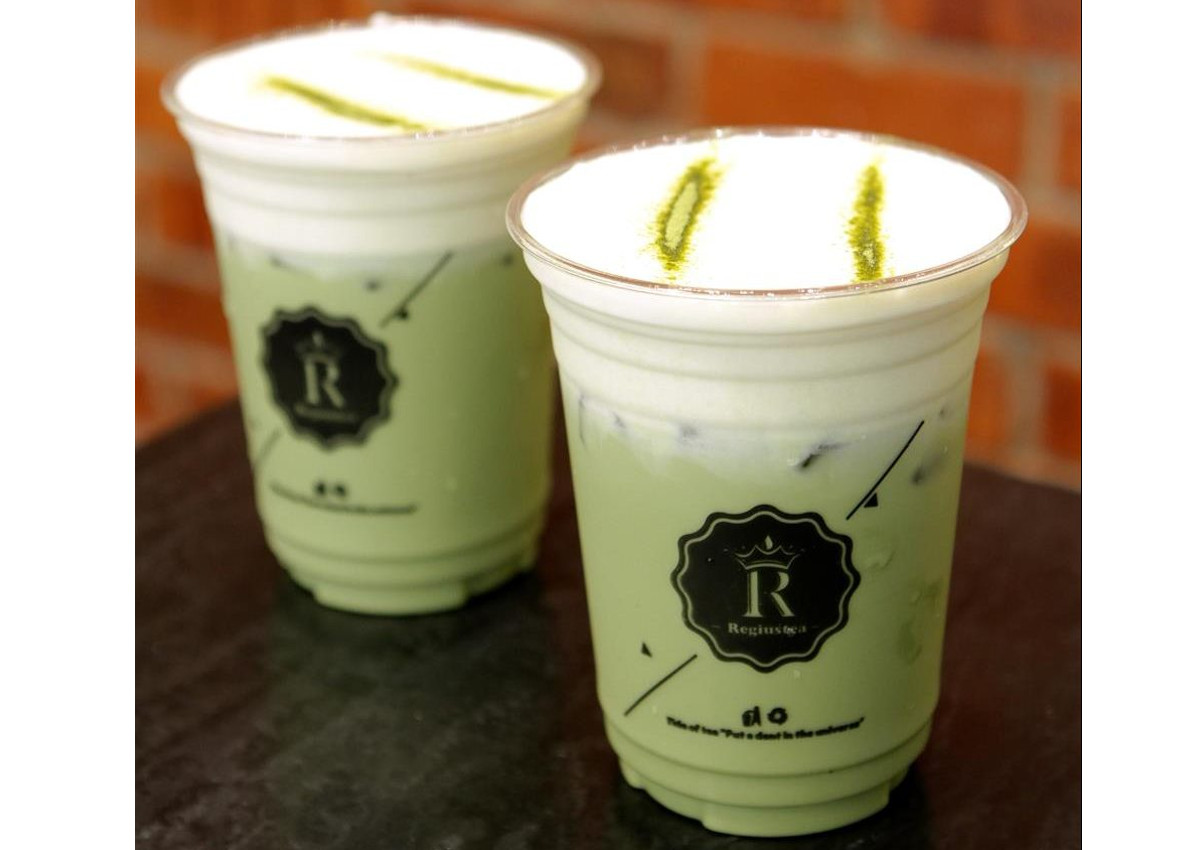 R
R
Regiustea
Tide of tea "Put a dent in the universe"